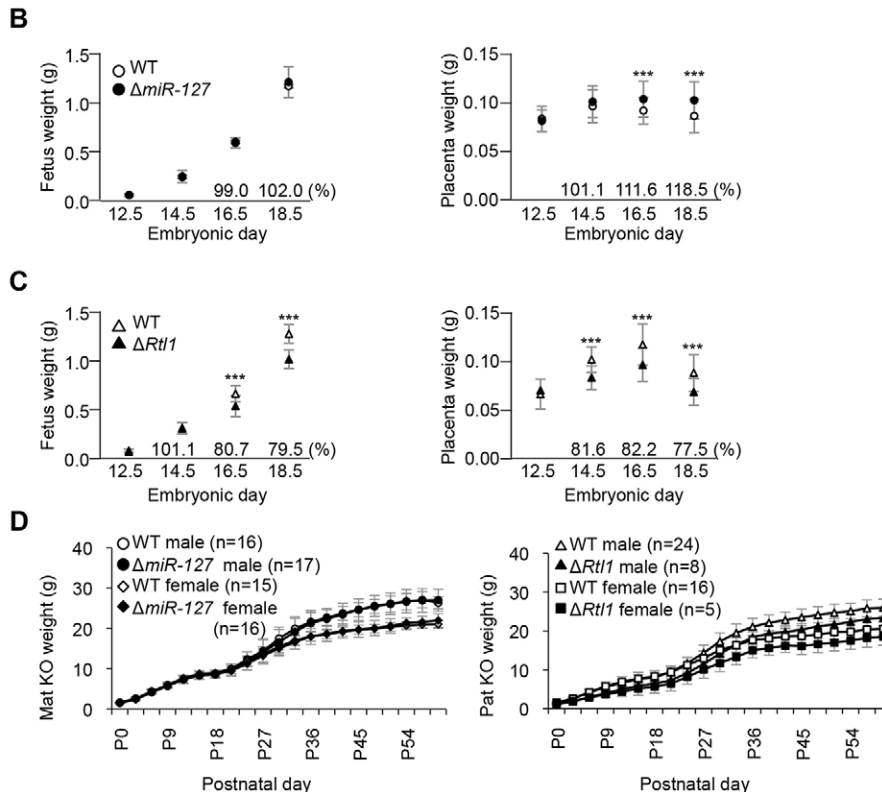 B
Fetus weight (g)
1.5
1.0
0.5
0.0
WT
ΔmiR-127
99.0 102.0 (%)
12.5 14.5 16.5 18.5
Embryonic day
Placenta weight (g)
0.15
0.10
0.05
0.00
*** ***
101.1 111.6 118.5 (%)
12.5 14.5 16.5 18.5
Embryonic day
C
Fetus weight (g)
1.5
1.0
0.5
0.0
WT
ΔRtl1
***
***
101.1 80.7 79.5 (%)
12.5 14.5 16.5 18.5
Embryonic day
Placenta weight (g)
0.15
0.10
0.05
0.00
***
***
***
81.6 82.2 77.5 (%)
12.5 14.5 16.5 18.5
Embryonic day
D
Mat KO weight (g)
40
30
20
10
0
WT male (n=16)
ΔmiR-127 male (n=17)
WT female (n=15)
ΔmiR-127 female
(n=16)
P0 P9 P18 P27 P36 P45 P54
Postnatal day
Pat KO weight (g)
40
30
20
10
0
WT male (n=24)
ΔRtl1 male (n=8)
WT female (n=16)
ΔRtl1 female (n=5)
P0 P9 P18 P27 P36 P45 P54
Postnatal day